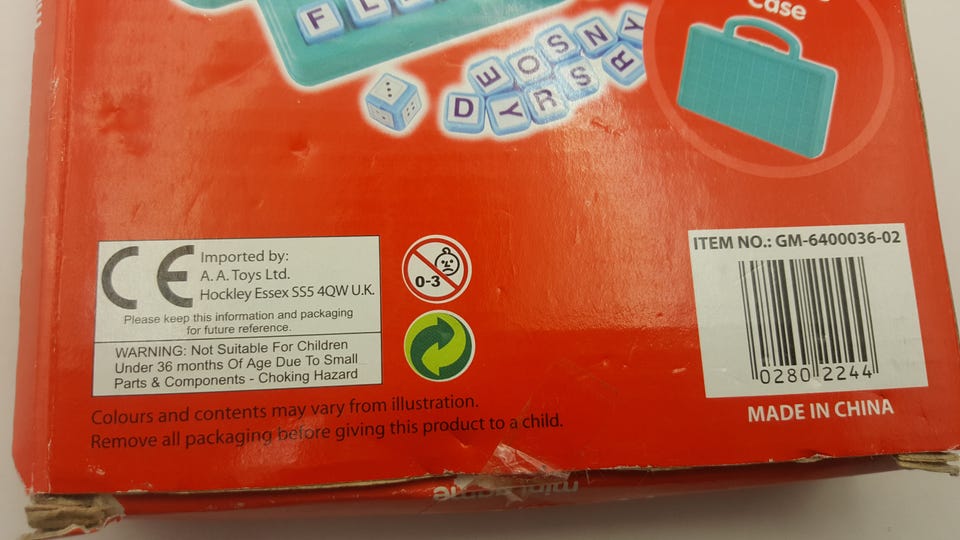 Case
F L
E O S N Y
D Y R S R
CE
Imported by:
A. A. Toys Ltd.
Hockley Essex SS5 4QW U.K.
Please keep this information and packaging
for future reference.
WARNING: Not Suitable For Children
Under 36 months Of Age Due To Small
Parts & Components - Choking Hazard
0-3
ITEM NO.: GM-6400036-02
0280 2244
MADE IN CHINA
Colours and contents may vary from illustration.
Remove all packaging before giving this product to a child.